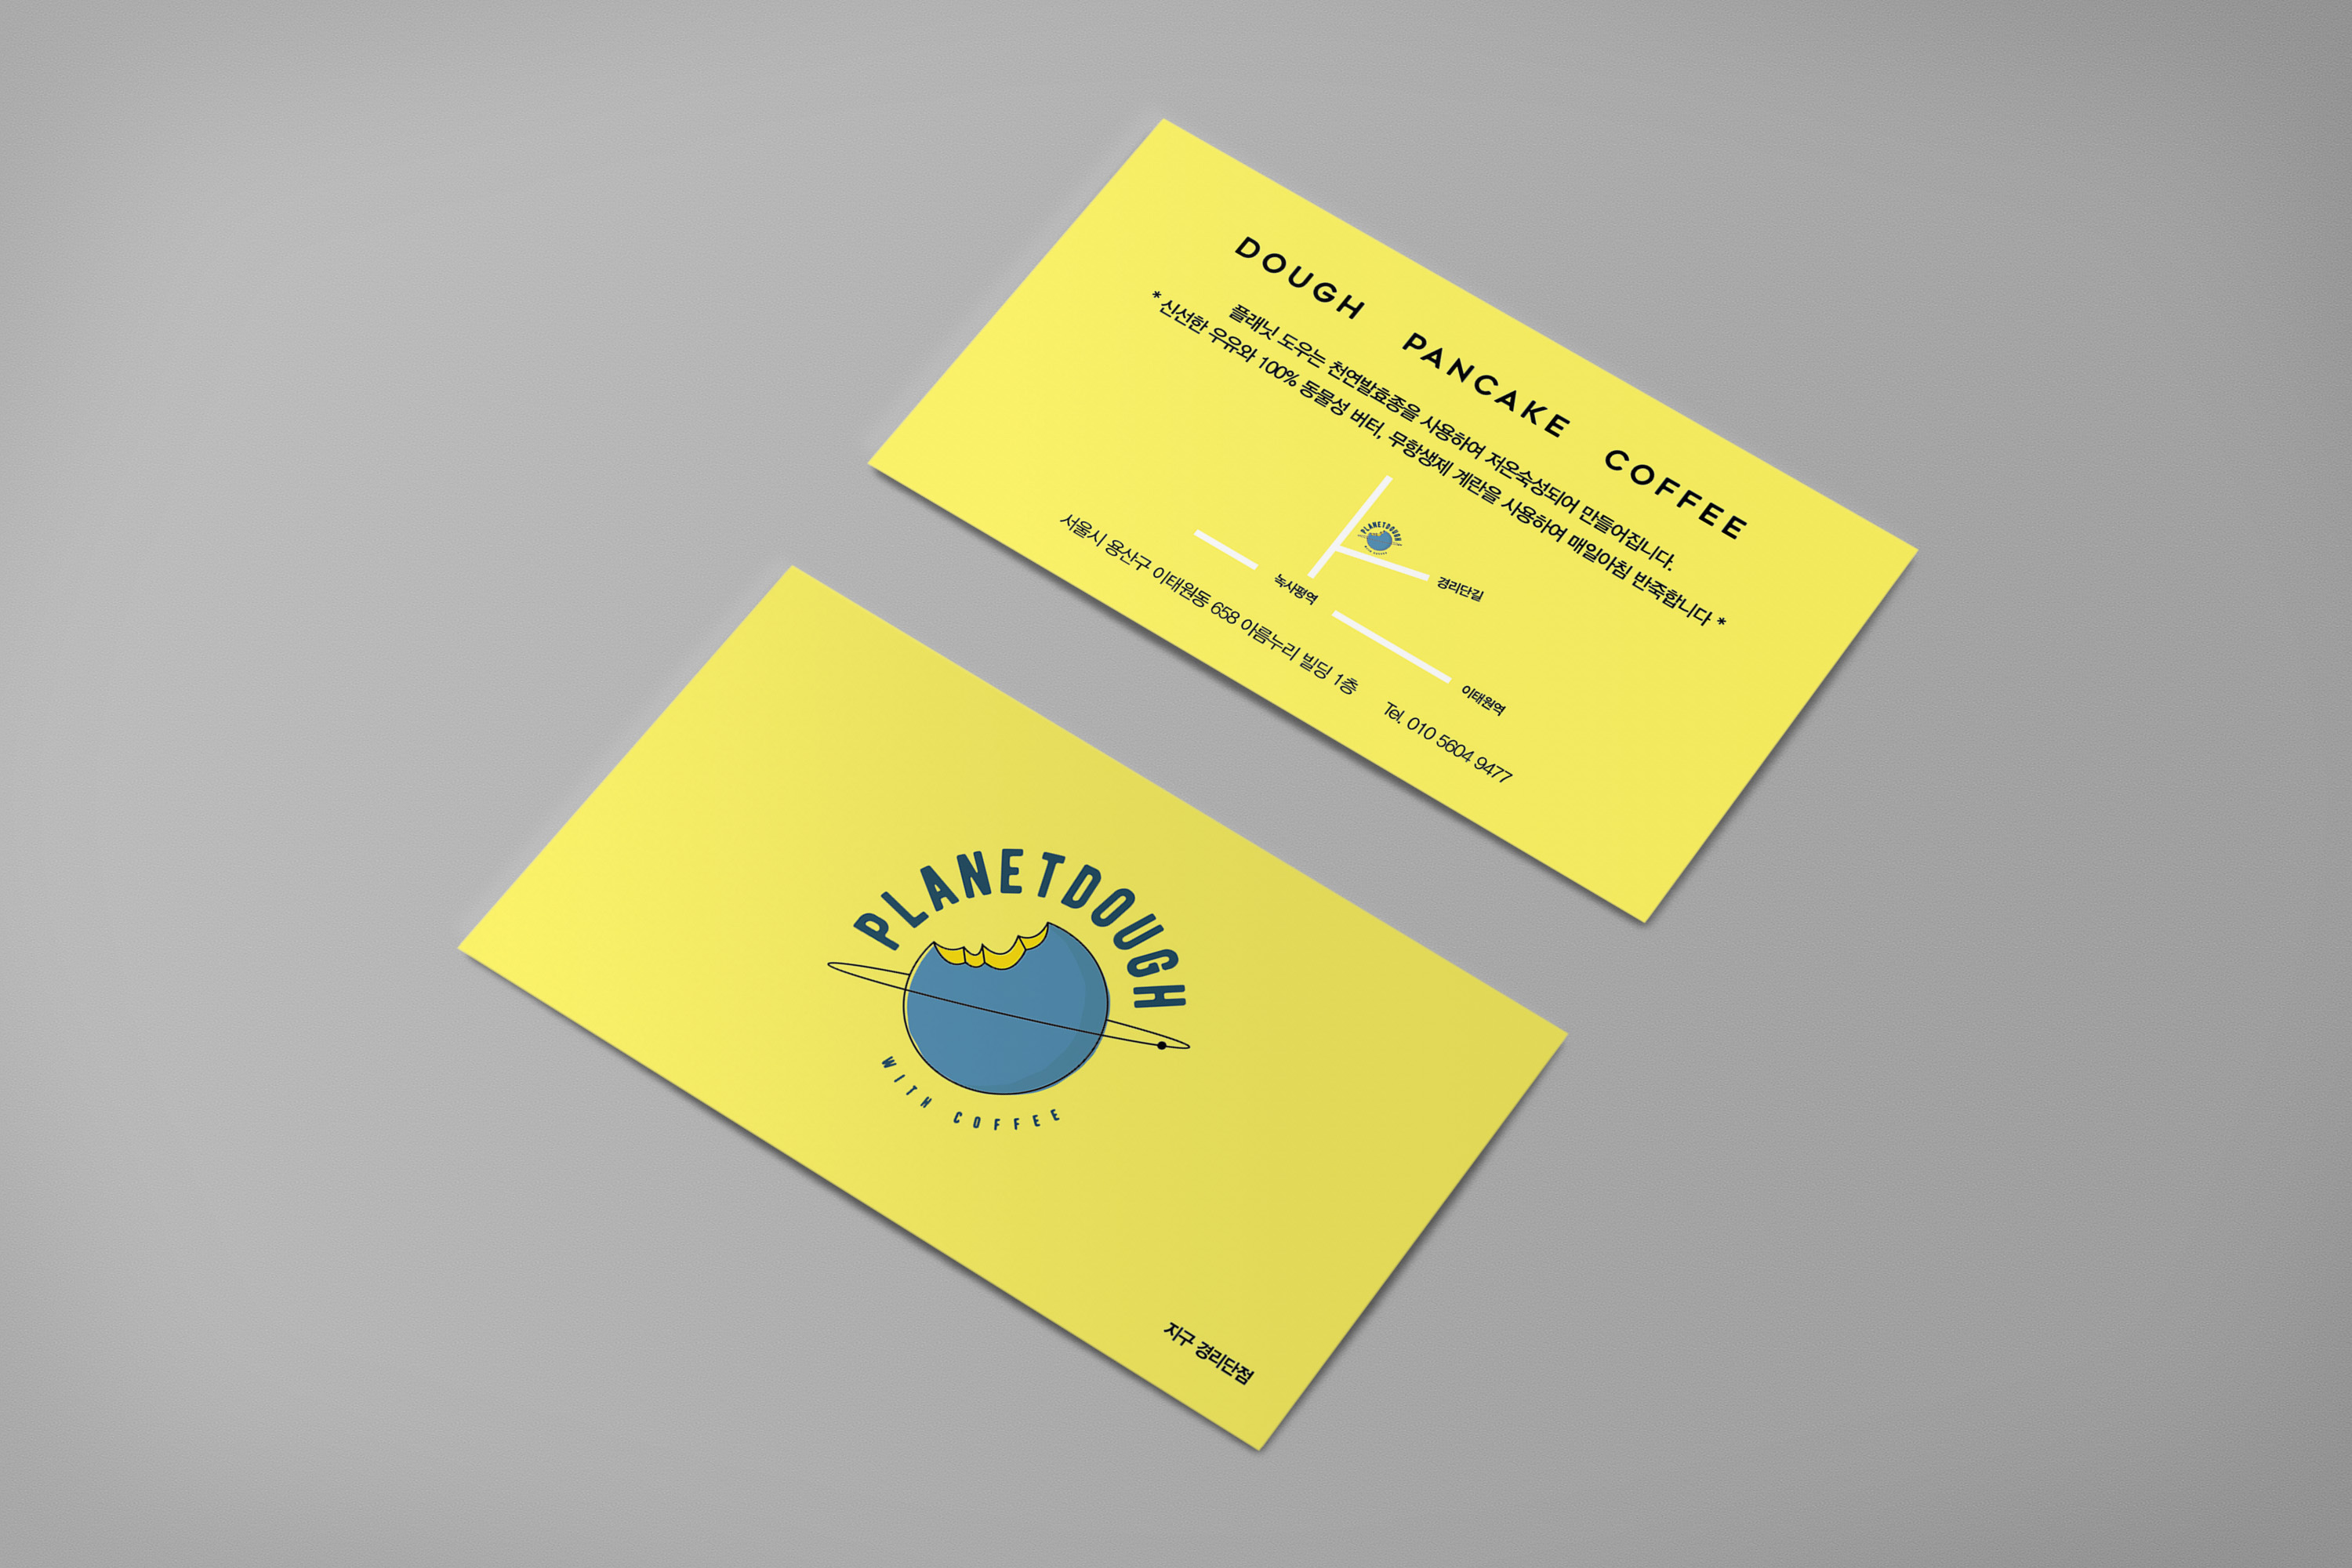 DOUGH PANCAKE COFFEE
플래닛 도우는 천연발효종을 사용하여 저온숙성되어 만들어집니다.
* 신선한 우유와 100% 동물성 버터, 무항생제 계란을 사용하여 매일아침 반죽합니다 *
PLANETDOUGH
WITH COFFEE
경리단길
녹사평역
이태원역
서울시 용산구 이태원동 658 아름누리 빌딩 1층 Tel. 010 5604 9477
PLANETDOUGH
WITH COFFEE
지구 경리단점